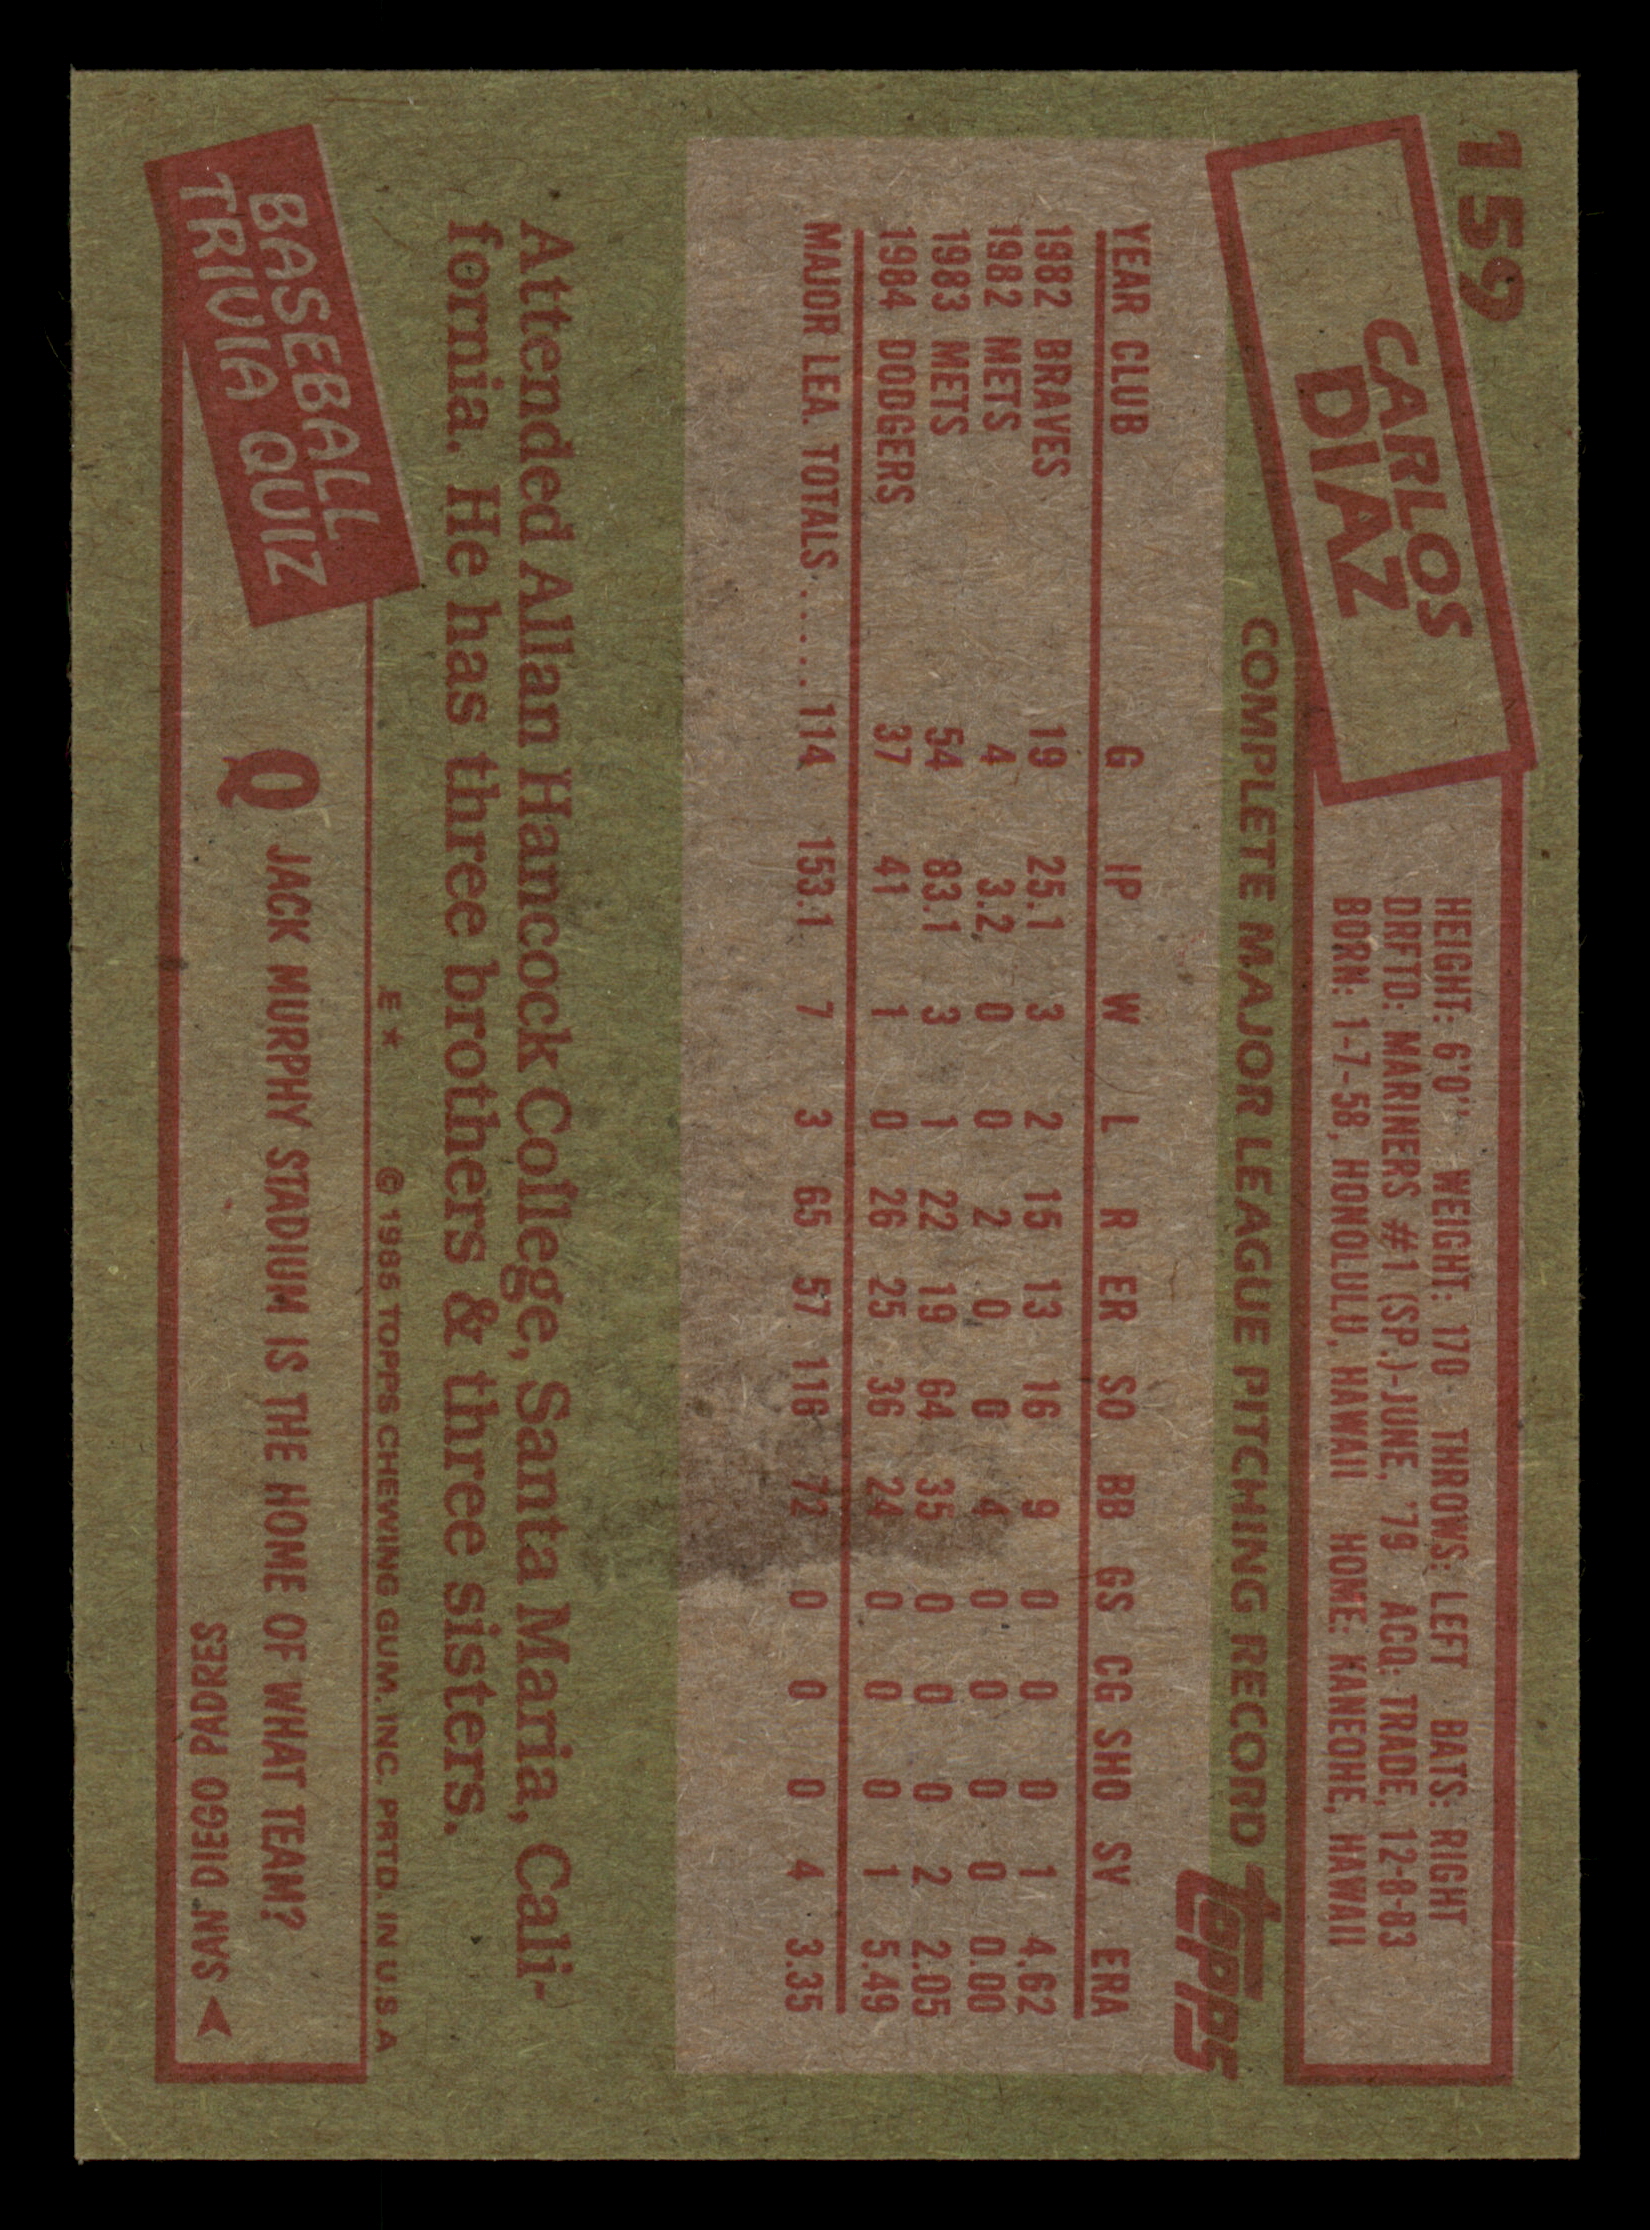 159
CARLOS
DIAZ
HEIGHT: 6'0" WEIGHT: 170 THROWS: LEFT BATS: RIGHT
DRFTD: MARINERS #1 (SP.)-JUNE, '79 ACQ: TRADE, 12-8-83
BORN: 1-7-58, HONOLULU, HAWAII HOME: KANEOHE, HAWAII
COMPLETE MAJOR LEAGUE PITCHING RECORD
topps
YEAR CLUB G IP W L R ER SO BB GS CG SHO SV ERA
1982 BRAVES 19 25.1 3 2 15 13 16 9 0 0 0 1 4.62
1982 METS 4 3.2 0 0 2 0 0 4 0 0 0 0 0.00
1983 METS 54 83.1 3 1 22 19 64 35 0 0 0 2 2.05
1984 DODGERS 37 41 1 0 26 25 36 24 0 0 0 1 5.49
MAJOR LEA. TOTALS ...... 114 153.1 7 3 65 57 116 72 0 0 0 4 3.35
Attended Allan Hancock College, Santa Maria, Cali-
fornia. He has three brothers & three sisters.
E★ © 1985 TOPPS CHEWING GUM, INC. PRTD. IN U.S.A
BASEBALL
TRIVIA QUIZ
Q JACK MURPHY STADIUM IS THE HOME OF WHAT TEAM?
SAN DIEGO PADRES